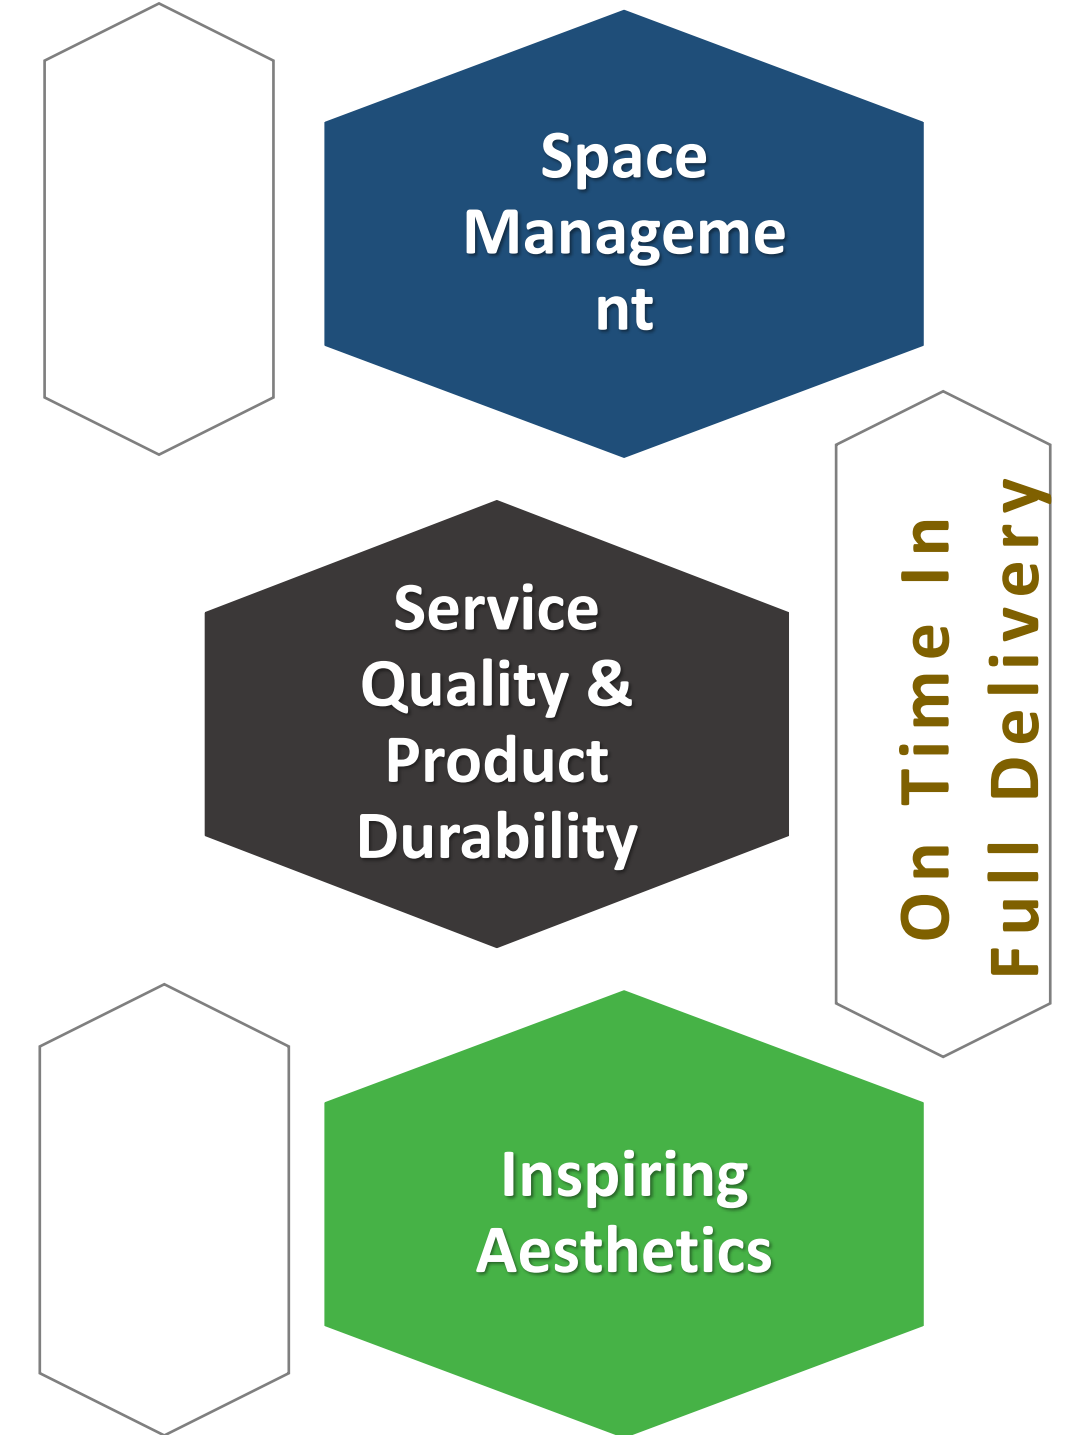 Space
Manageme
nt
Service
Quality &
Product
Durability
On Time In
Full Delivery
Inspiring
Aesthetics